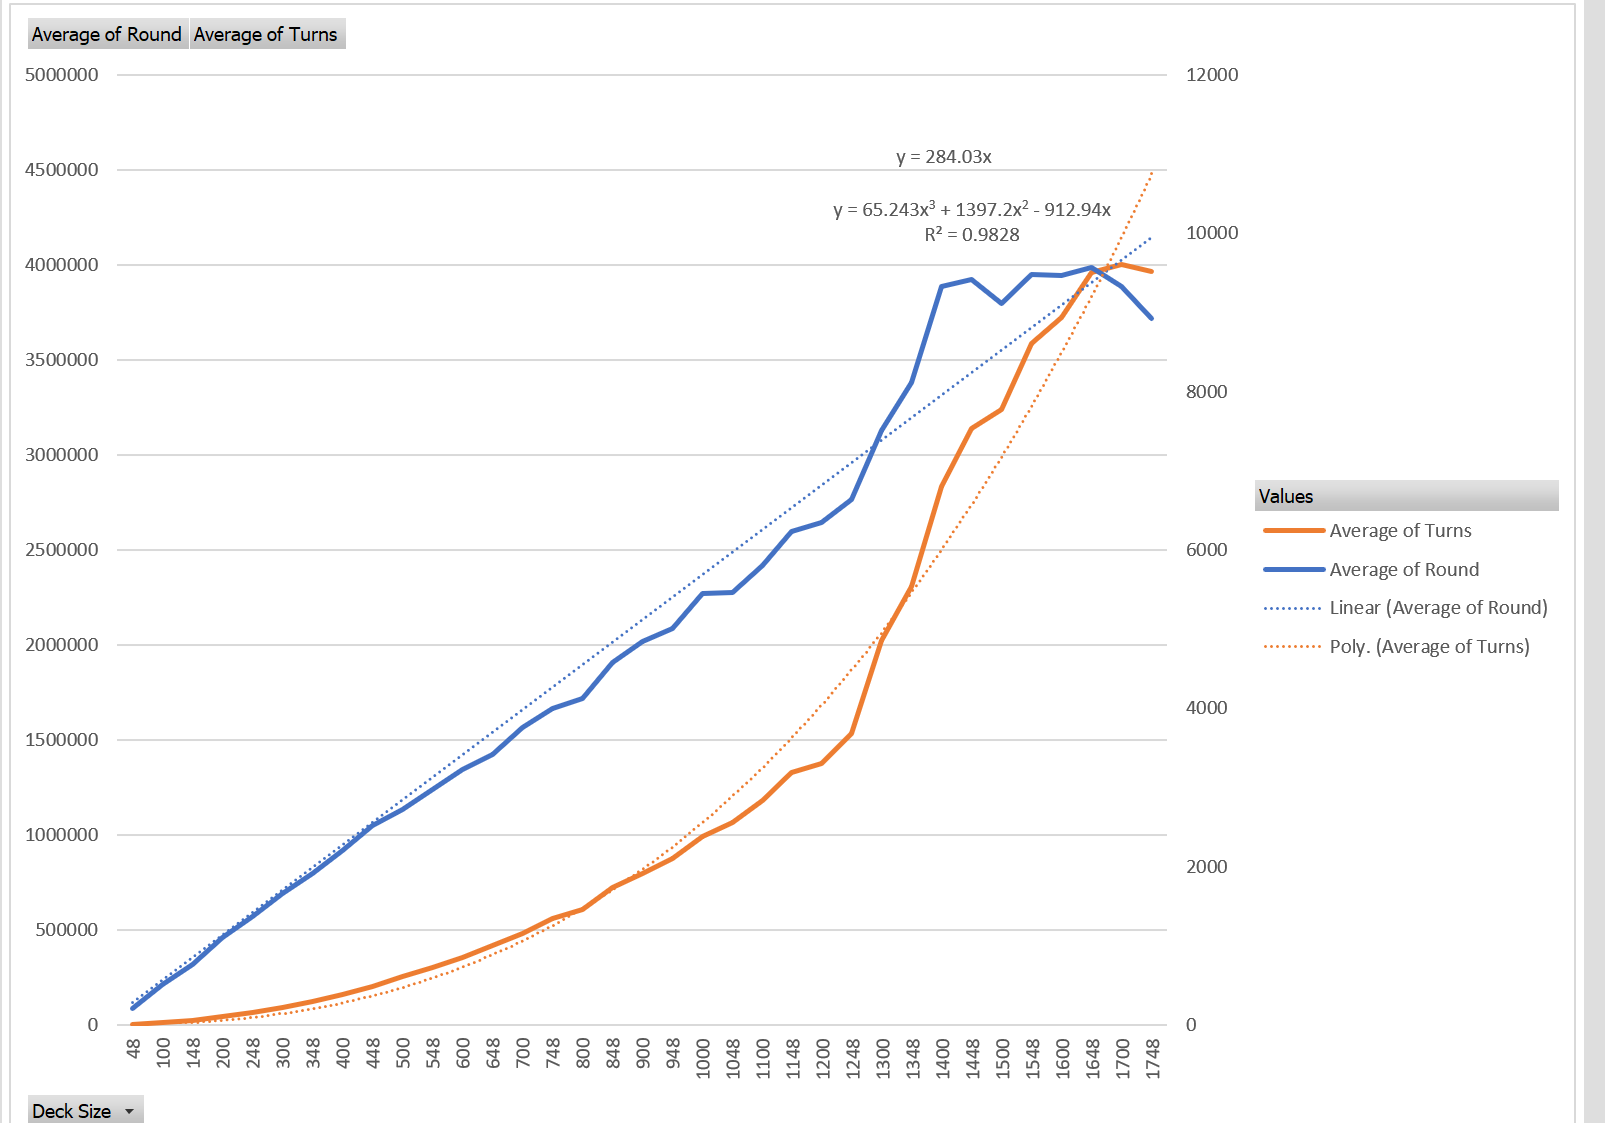 Average of Round Average of Turns
5000000
4500000
4000000
3500000
3000000
2500000
2000000
1500000
1000000
500000
0
12000
10000
8000
6000
4000
2000
0
y = 284.03x
y = 65.243x³ + 1397.2x² - 912.94x
R² = 0.9828
Values
Average of Turns
Average of Round
Linear (Average of Round)
Poly. (Average of Turns)
48 100 148 200 248 300 348 400 448 500 548 600 648 700 748 800 848 900 948 1000 1048 1100 1148 1200 1248 1300 1348 1400 1448 1500 1548 1600 1648 1700 1748
Deck Size